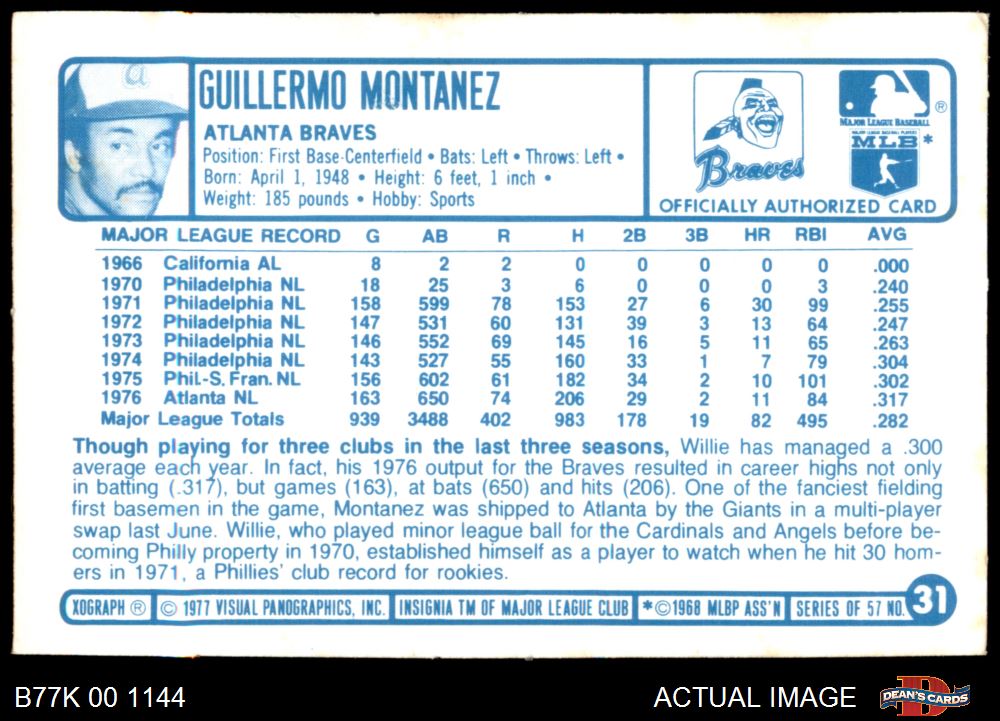 a
GUILLERMO MONTANEZ
ATLANTA BRAVES
Position: First Base-Centerfield • Bats: Left • Throws: Left •
Born: April 1, 1948 • Height: 6 feet, 1 inch •
Weight: 185 pounds • Hobby: Sports
Braves
®
MAJOR LEAGUE BASEBALL
MAJOR LEAGUE BASEBALL PLAYERS
MLB *
OFFICIALLY AUTHORIZED CARD
MAJOR LEAGUE RECORD G AB R H 2B 3B HR RBI AVG
1966 California AL 8 2 2 0 0 0 0 0 .000
1970 Philadelphia NL 18 25 3 6 0 0 0 3 .240
1971 Philadelphia NL 158 599 78 153 27 6 30 99 .255
1972 Philadelphia NL 147 531 60 131 39 3 13 64 .247
1973 Philadelphia NL 146 552 69 145 16 5 11 65 .263
1974 Philadelphia NL 143 527 55 160 33 1 7 79 .304
1975 Phil.-S. Fran. NL 156 602 61 182 34 2 10 101 .302
1976 Atlanta NL 163 650 74 206 29 2 11 84 .317
Major League Totals 939 3488 402 983 178 19 82 495 .282
Though playing for three clubs in the last three seasons, Willie has managed a .300
average each year. In fact, his 1976 output for the Braves resulted in career highs not only
in batting (.317), but games (163), at bats (650) and hits (206). One of the fanciest fielding
first basemen in the game, Montanez was shipped to Atlanta by the Giants in a multi-player
swap last June. Willie, who played minor league ball for the Cardinals and Angels before be-
coming Philly property in 1970, established himself as a player to watch when he hit 30 hom-
ers in 1971, a Phillies' club record for rookies.
XOGRAPH ® © 1977 VISUAL PANOGRAPHICS, INC. INSIGNIA TM OF MAJOR LEAGUE CLUB *©1968 MLBP ASS'N SERIES OF 57 NO. 31
B77K 00 1144 ACTUAL IMAGE
D
DEAN'S CARDS